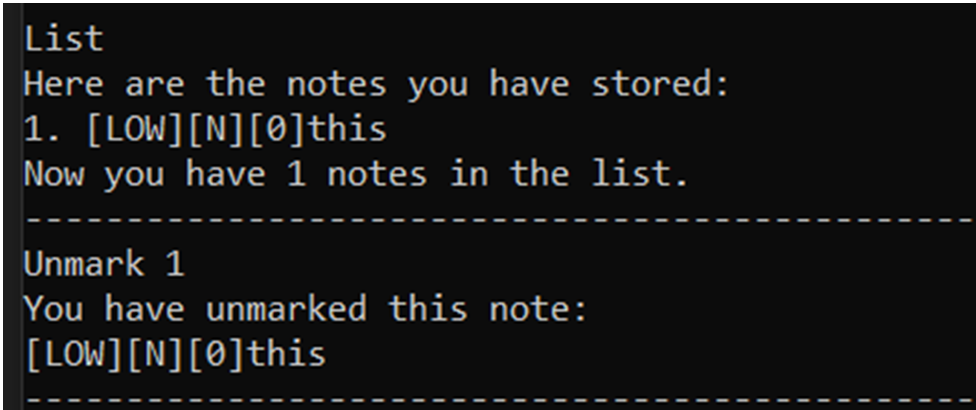 List
Here are the notes you have stored:
1. [LOW][N][0]this
Now you have 1 notes in the list.
-----------------------------------------------
Unmark 1
You have unmarked this note:
[LOW][N][0]this
-----------------------------------------------